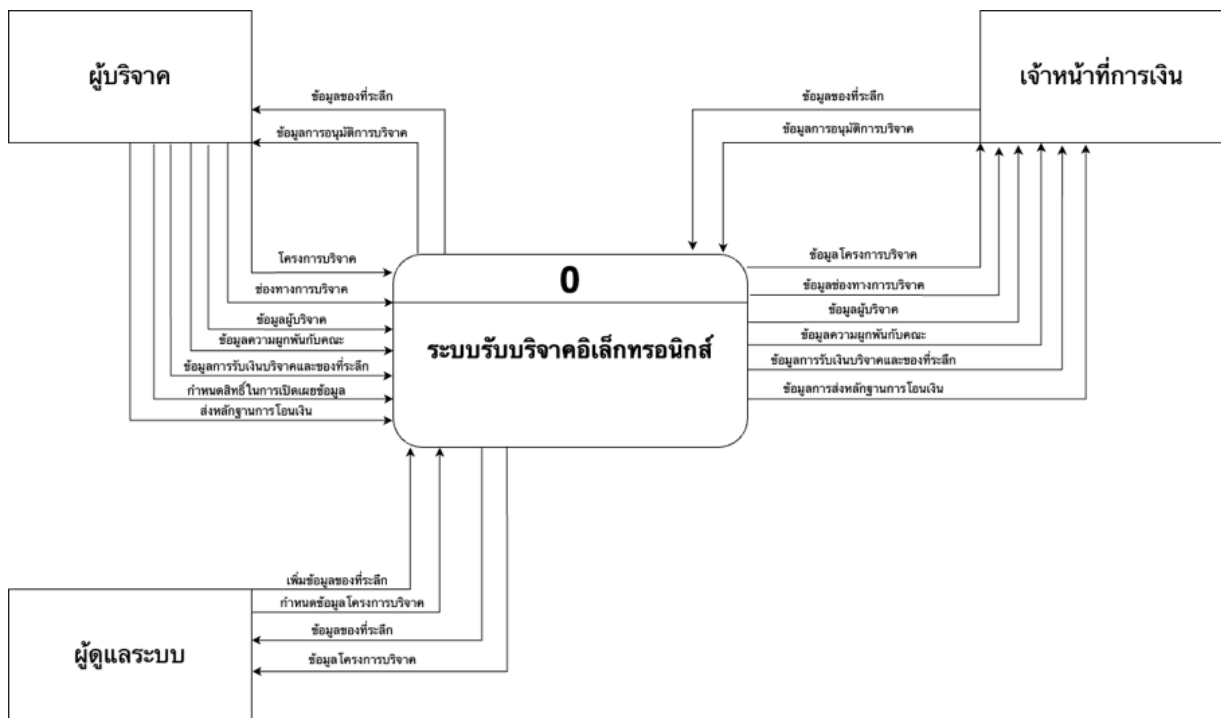 ผู้บริจาค
เจ้าหน้าที่การเงิน
ข้อมูลของที่ระลึก
ข้อมูลการอนุมัติการบริจาค
ข้อมูลของที่ระลึก
ข้อมูลการอนุมัติการบริจาค
โครงการบริจาค
ช่องทางการบริจาค
ข้อมูลผู้บริจาค
ข้อมูลความผูกพันกับคณะ
ข้อมูลการรับเงินบริจาคและของที่ระลึก
กำหนดสิทธิ์ในการเปิดเผยข้อมูล
ส่งหลักฐานการโอนเงิน
0
ระบบรับบริจาคอิเล็กทรอนิกส์
ข้อมูลโครงการบริจาค
ข้อมูลช่องทางการบริจาค
ข้อมูลผู้บริจาค
ข้อมูลความผูกพันกับคณะ
ข้อมูลการรับเงินบริจาคและของที่ระลึก
ข้อมูลการส่งหลักฐานการโอนเงิน
เพิ่มข้อมูลของที่ระลึก
กำหนดข้อมูลโครงการบริจาค
ข้อมูลของที่ระลึก
ข้อมูลโครงการบริจาค
ผู้ดูแลระบบ